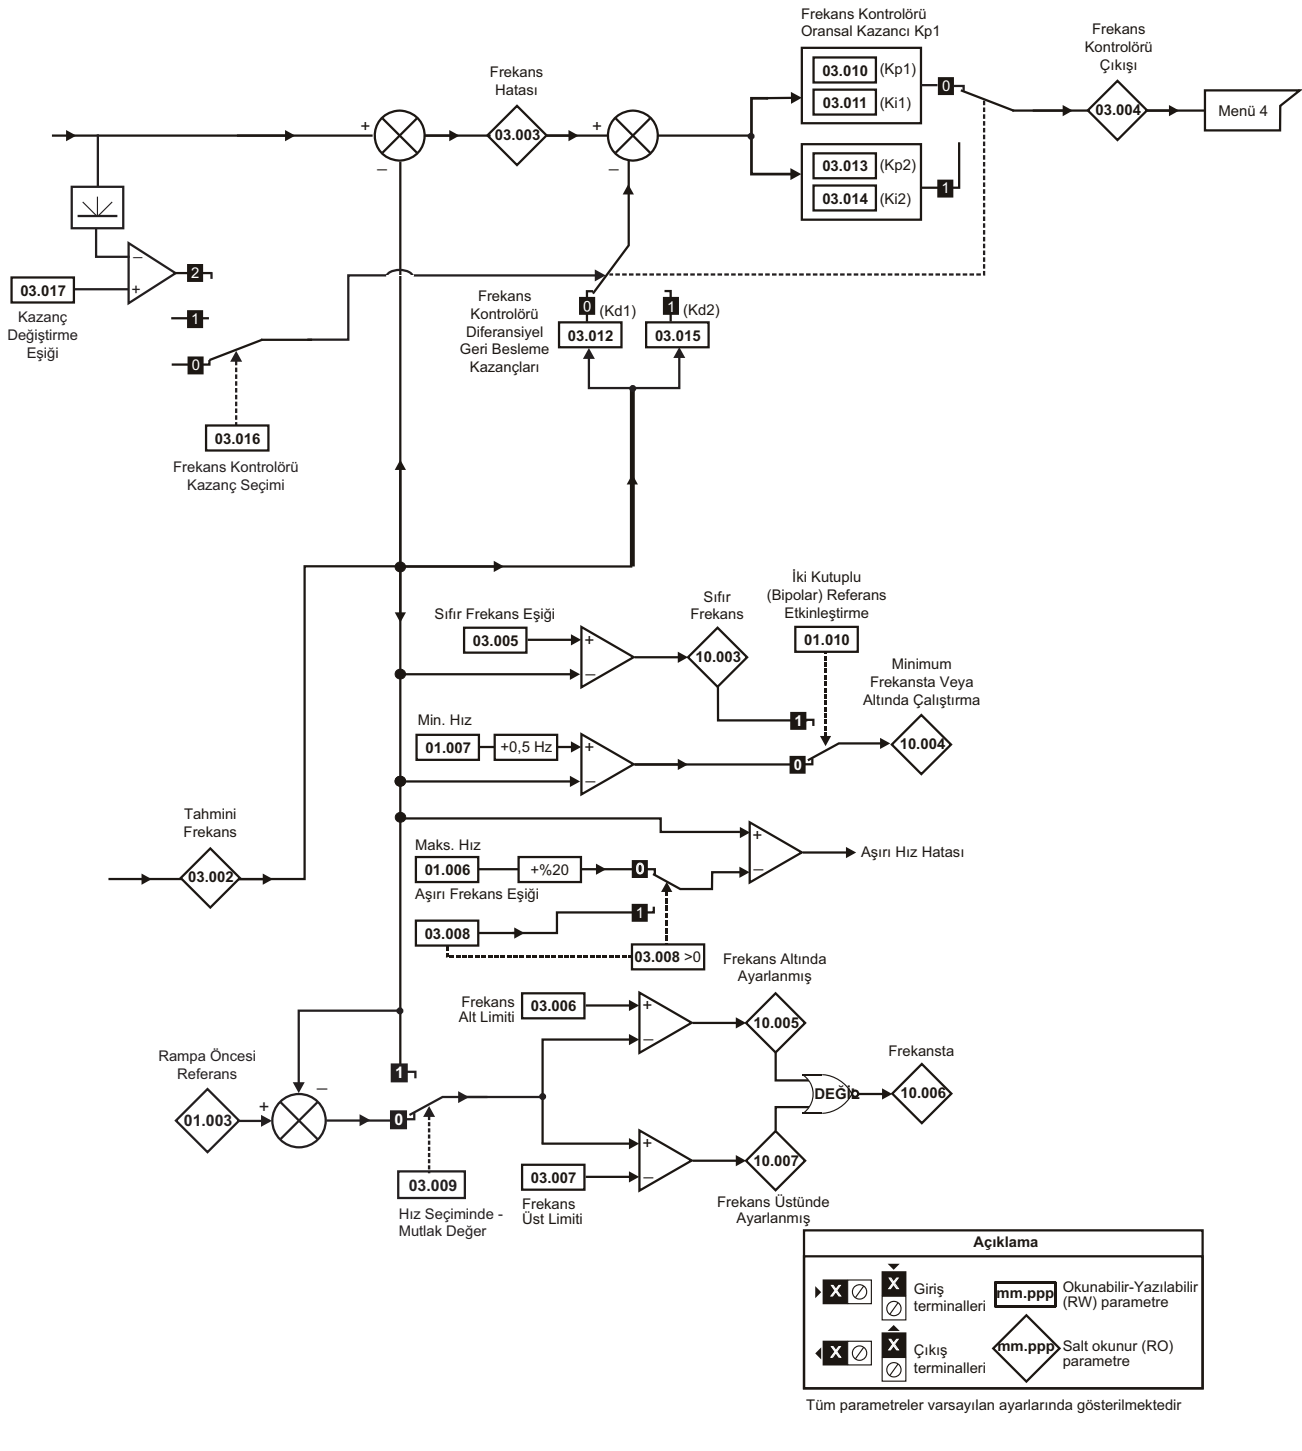 Frekans Kontrolörü
Oransal Kazancı Kp1
Frekans
Kontrolörü
Çıkışı
Frekans
Hatası
03.010 (Kp1)
03.011 (Ki1)
0
03.004
Menü 4
+
–
03.003
+
–
03.013 (Kp2)
03.014 (Ki2)
1
–
+
2
03.017
Kazanç
Değiştirme
Eşiği
1
0
Frekans
Kontrolörü
Diferansiyel
Geri Besleme
Kazançları
0 (Kd1)
1 (Kd2)
03.012
03.015
03.016
Frekans Kontrolörü
Kazanç Seçimi
Sıfır Frekans Eşiği
03.005
+
–
Sıfır
Frekans
10.003
İki Kutuplu
(Bipolar) Referans
Etkinleştirme
01.010
Minimum
Frekansta Veya
Altında Çalıştırma
1
10.004
0
Min. Hız
01.007
+0,5 Hz
+
–
Tahmini
Frekans
03.002
Maks. Hız
01.006
+%20
0
+
–
Aşırı Hız Hatası
Aşırı Frekans Eşiği
03.008
1
03.008 >0
Frekans Altında
Ayarlanmış
Frekans
Alt Limiti
03.006
+
–
10.005
Rampa Öncesi
Referans
01.003
+
–
1
0
03.009
Hız Seçiminde -
Mutlak Değer
Frekansta
DEĞİL
10.006
+
–
03.007
Frekans
Üst Limiti
10.007
Frekans Üstünde
Ayarlanmış
Açıklama
X
X
Giriş
terminalleri
mm.ppp
Okunabilir-Yazılabilir
(RW) parametre
X
X
Çıkış
terminalleri
mm.ppp
Salt okunur (RO)
parametre
Tüm parametreler varsayılan ayarlarında gösterilmektedir